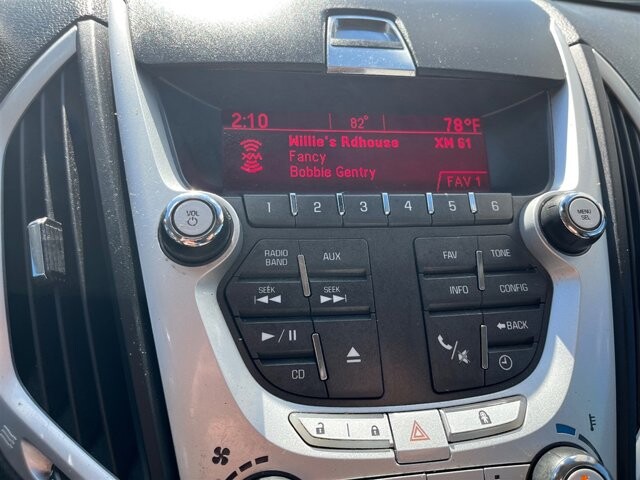 2:10 82° 78°F
Willie's Rdhouse XM 61
XM
Fancy
Bobbie Gentry
FAV 1
1 2 3 4 5 6
VOL
MENU
SEL
RADIO
BAND
AUX
FAV
TONE
SEEK
SEEK
INFO
CONFIG
BACK
CD